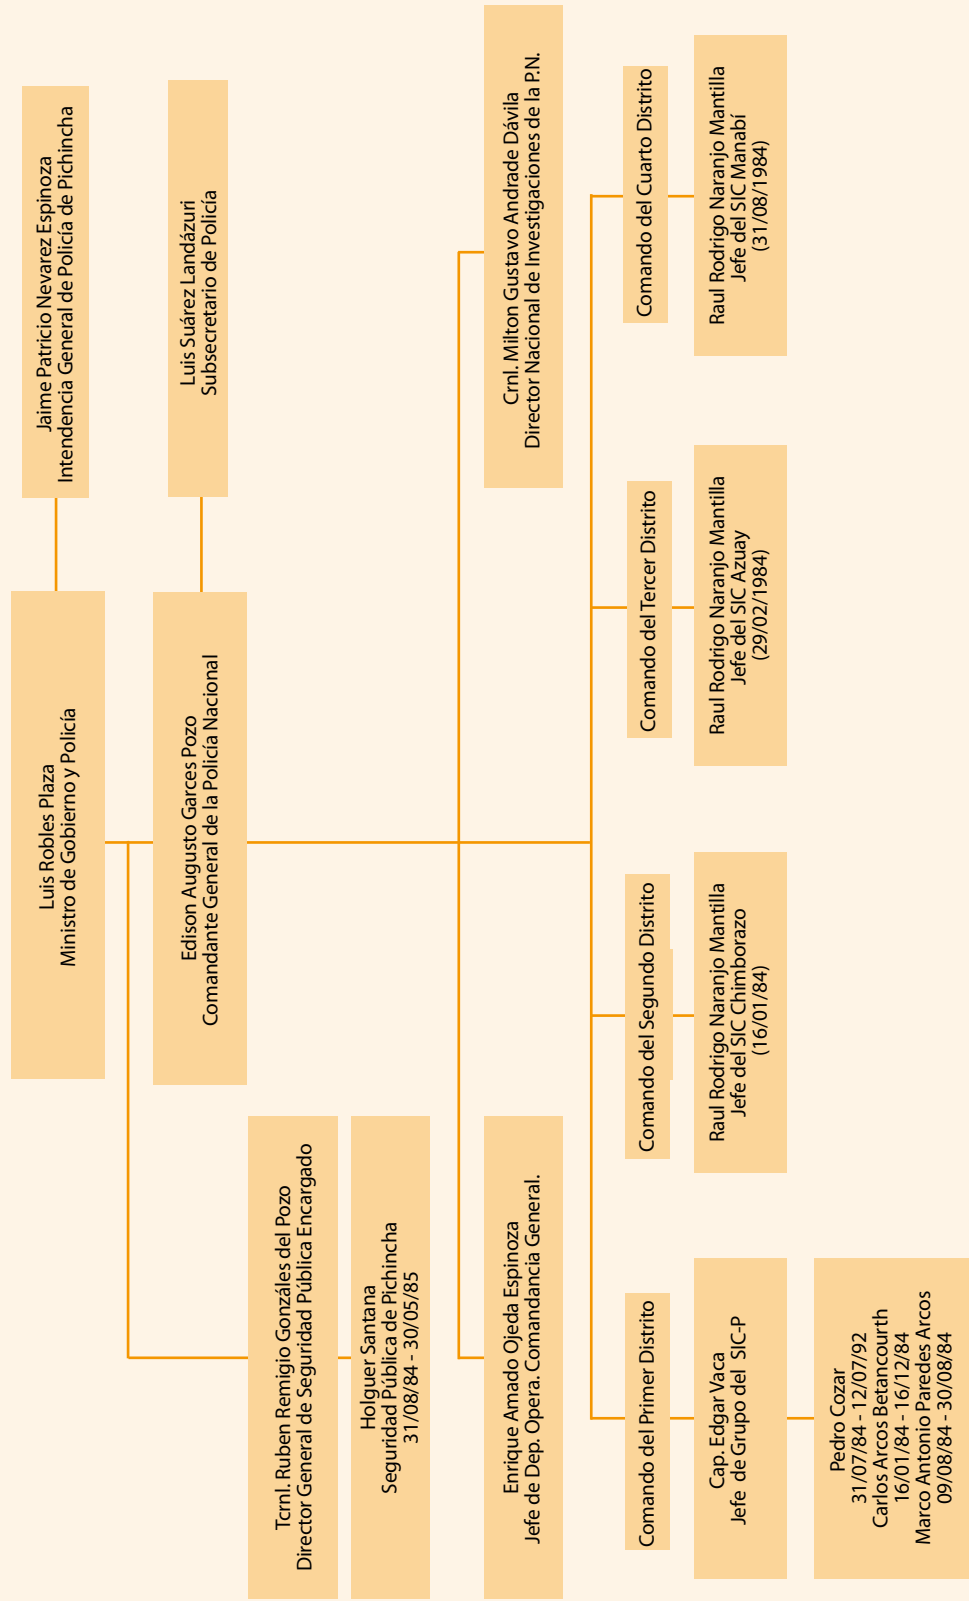 Luis Robles Plaza
Ministro de Gobierno y Policía
Jaime Patricio Nevarez Espinoza
Intendencia General de Policía de Pichincha
Edison Augusto Garces Pozo
Comandante General de la Policía Nacional
Luis Suárez Landázuri
Subsecretario de Policía
Tcrnl. Ruben Remigio Gonzáles del Pozo
Director General de Seguridad Pública Encargado
Holguer Santana
Seguridad Pública de Pichincha
31/08/84 - 30/05/85
Enrique Amado Ojeda Espinoza
Jefe de Dep. Opera. Comandancia General.
Crnl. Milton Gustavo Andrade Dávila
Director Nacional de Investigaciones de la P.N.
Comando del Primer Distrito
Cap. Edgar Vaca
Jefe de Grupo del SIC-P
Pedro Cozar
31/07/84 - 12/07/92
Carlos Arcos Betancourth
16/01/84 - 16/12/84
Marco Antonio Paredes Arcos
09/08/84 - 30/08/84
Comando del Segundo Distrito
Raul Rodrigo Naranjo Mantilla
Jefe del SIC Chimborazo
(16/01/84)
Comando del Tercer Distrito
Raul Rodrigo Naranjo Mantilla
Jefe del SIC Azuay
(29/02/1984)
Comando del Cuarto Distrito
Raul Rodrigo Naranjo Mantilla
Jefe del SIC Manabí
(31/08/1984)